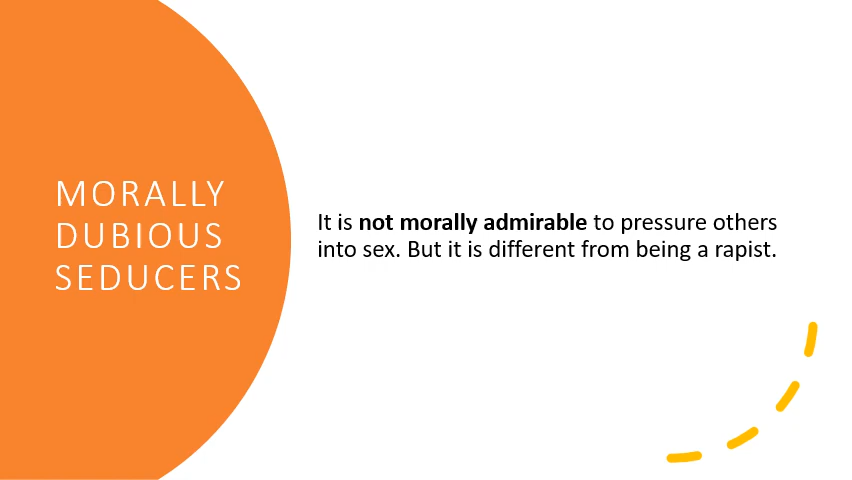 MORALLY
DUBIOUS
SEDUCERS
It is not morally admirable to pressure others
into sex. But it is different from being a rapist.